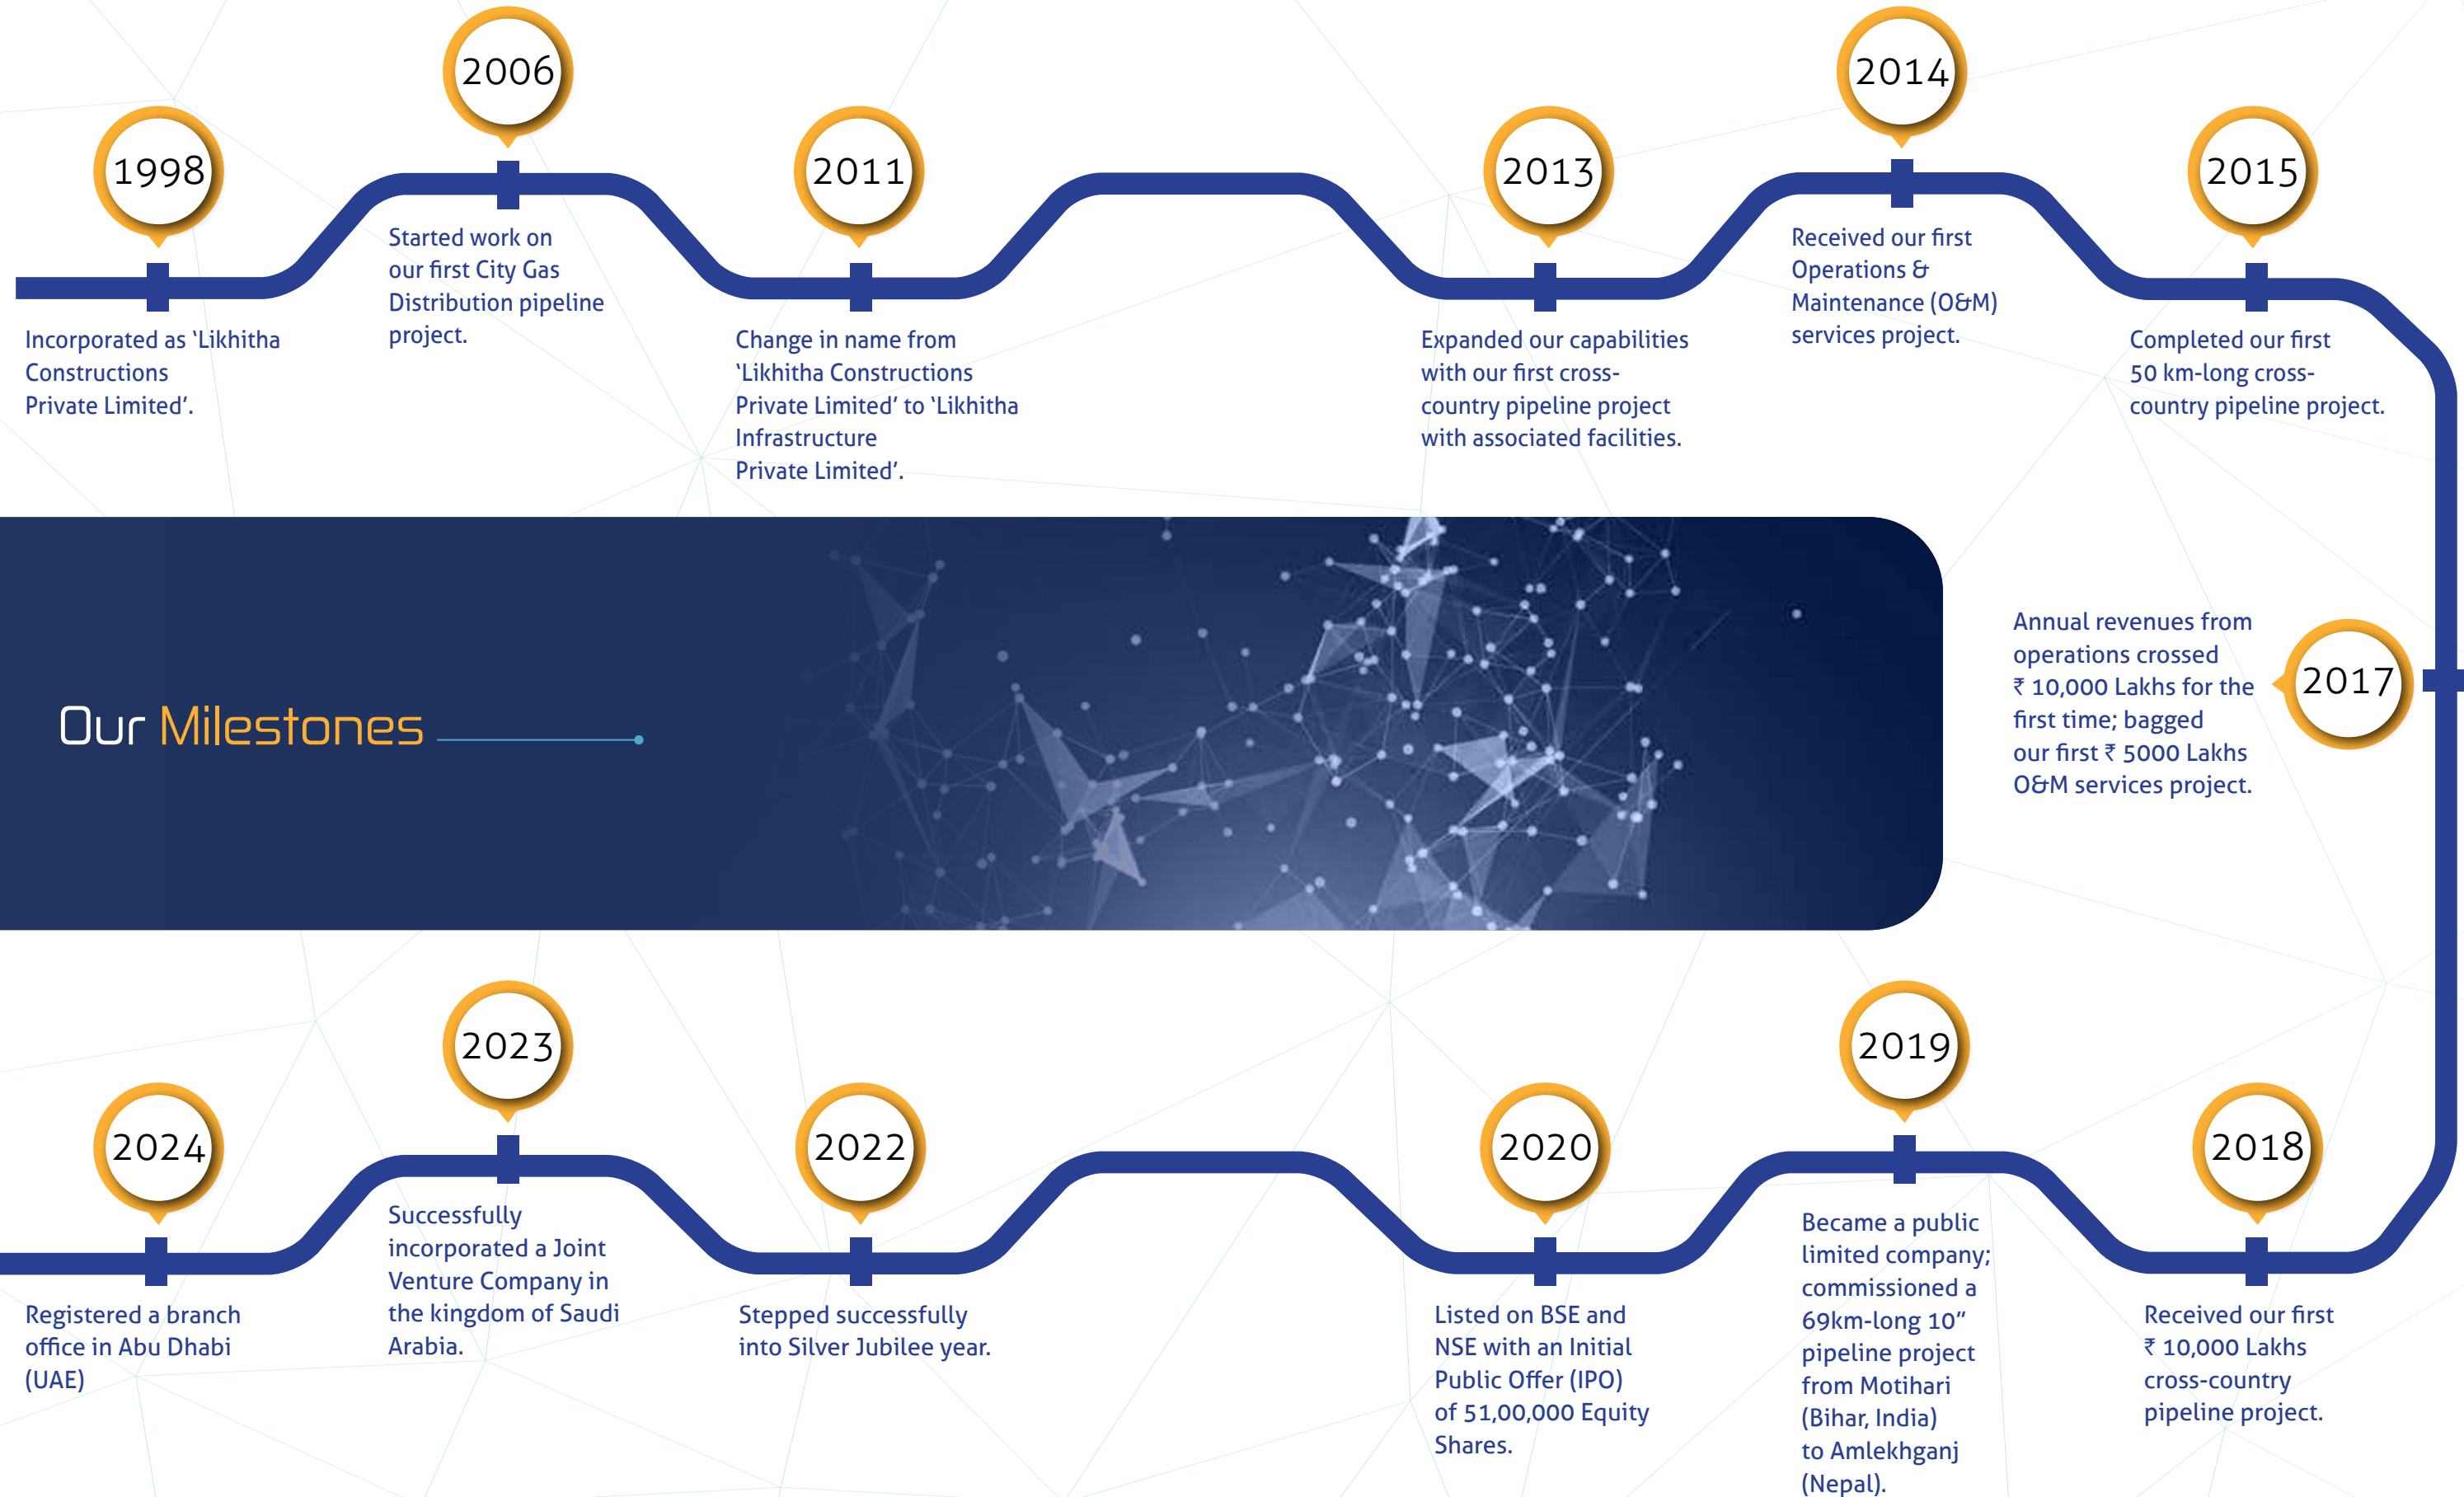 1998
Incorporated as ‘Likhitha
Constructions
Private Limited’.
2006
Started work on
our first City Gas
Distribution pipeline
project.
2011
Change in name from
‘Likhitha Constructions
Private Limited’ to ‘Likhitha
Infrastructure
Private Limited’.
2013
Expanded our capabilities
with our first cross-
country pipeline project
with associated facilities.
2014
Received our first
Operations &
Maintenance (O&M)
services project.
2015
Completed our first
50 km-long cross-
country pipeline project.
Our Milestones
2017
Annual revenues from
operations crossed
₹ 10,000 Lakhs for the
first time; bagged
our first ₹ 5000 Lakhs
O&M services project.
2018
Received our first
₹ 10,000 Lakhs
cross-country
pipeline project.
2019
Became a public
limited company;
commissioned a
69km-long 10”
pipeline project
from Motihari
(Bihar, India)
to Amlekhganj
(Nepal).
2020
Listed on BSE and
NSE with an Initial
Public Offer (IPO)
of 51,00,000 Equity
Shares.
2022
Stepped successfully
into Silver Jubilee year.
2023
Successfully
incorporated a Joint
Venture Company in
the kingdom of Saudi
Arabia.
2024
Registered a branch
office in Abu Dhabi
(UAE)